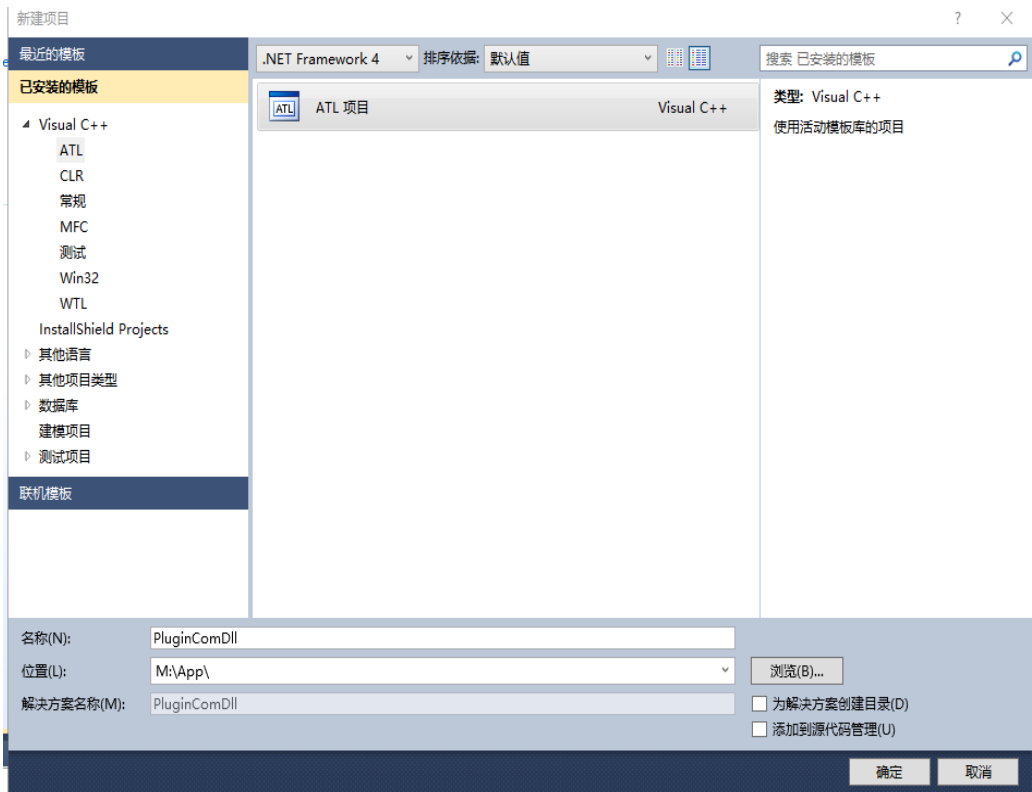 新建项目
?
最近的模板
.NET Framework 4
排序依据:
默认值
搜索 已安装的模板
已安装的模板
Visual C++
ATL
CLR
常规
MFC
测试
Win32
WTL
InstallShield Projects
其他语言
其他项目类型
数据库
建模项目
测试项目
联机模板
ATL
ATL 项目
Visual C++
类型: Visual C++
使用活动模板库的项目
名称(N):
PluginComDll
位置(L):
M:\App\
浏览(B)...
解决方案名称(M):
PluginComDll
为解决方案创建目录(D)
添加到源代码管理(U)
确定
取消